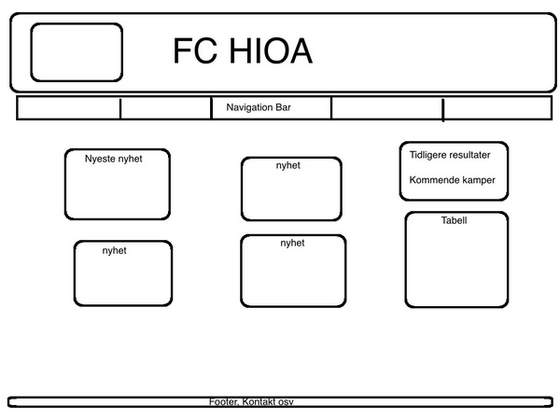 FC HIOA
Navigation Bar
Nyeste nyhet
nyhet
Tidligere resultater
Kommende kamper
nyhet
nyhet
Tabell
Footer. Kontakt osv